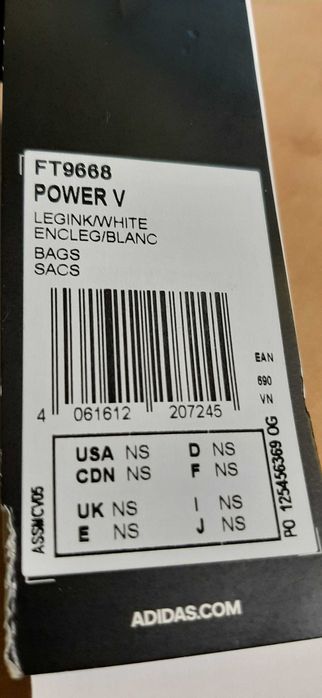 FT9668
POWER V
LEGINK/WHITE
ENCLEG/BLANC
BAGS
SACS
EAN
690
VN
4 061612 207245
USA NS D NS
CDN NS F NS
UK NS I NS
E NS J NS
ASSMCV05
PO 125456369 OG
ADIDAS.COM